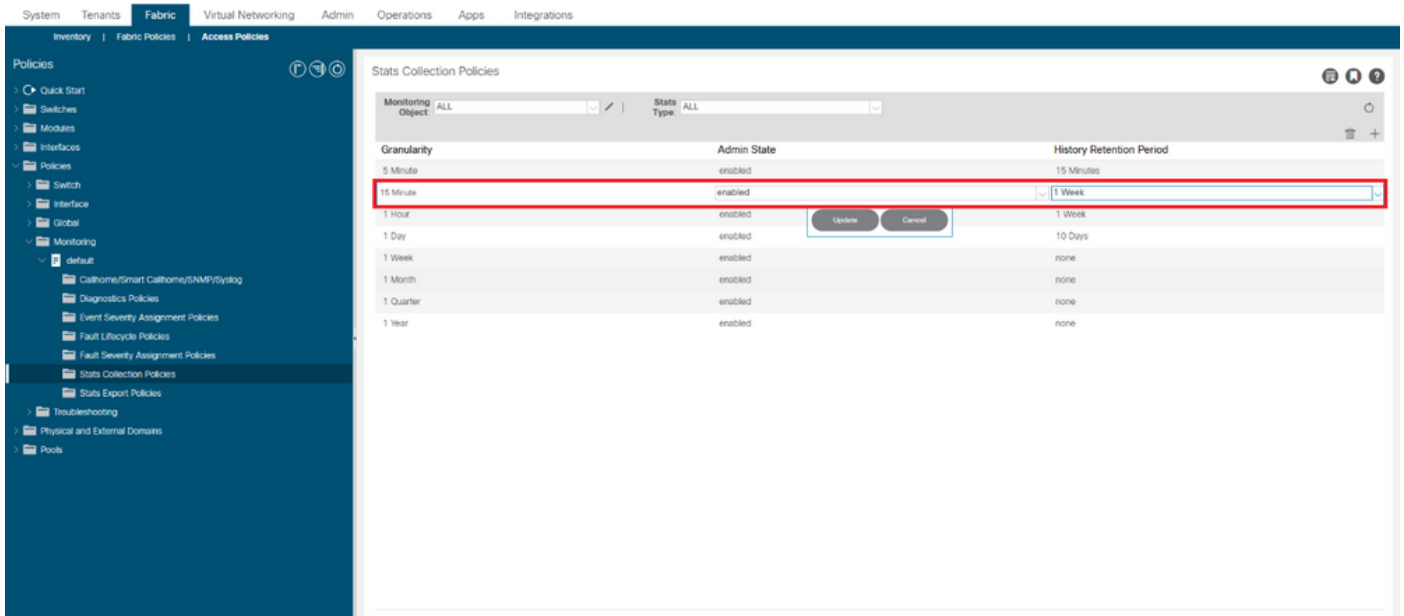 System Tenants Fabric Virtual Networking Admin Operations Apps Integrations
Inventory | Fabric Policies | Access Policies
Policies
Quick Start
Switches
Modules
Interfaces
Policies
Switch
Interface
Global
Monitoring
default
Callhome/Smart Callhome/SNMP/Syslog
Diagnostics Policies
Event Severity Assignment Policies
Fault Lifecycle Policies
Fault Severity Assignment Policies
Stats Collection Policies
Stats Export Policies
Troubleshooting
Physical and External Domains
Pools
Stats Collection Policies
Monitoring Object: ALL Stats Type: ALL
Granularity Admin State History Retention Period
5 Minute enabled 15 Minutes
15 Minute enabled 1 Week
1 Hour enabled 1 Week
Update Cancel
1 Day enabled 10 Days
1 Week enabled none
1 Month enabled none
1 Quarter enabled none
1 Year enabled none